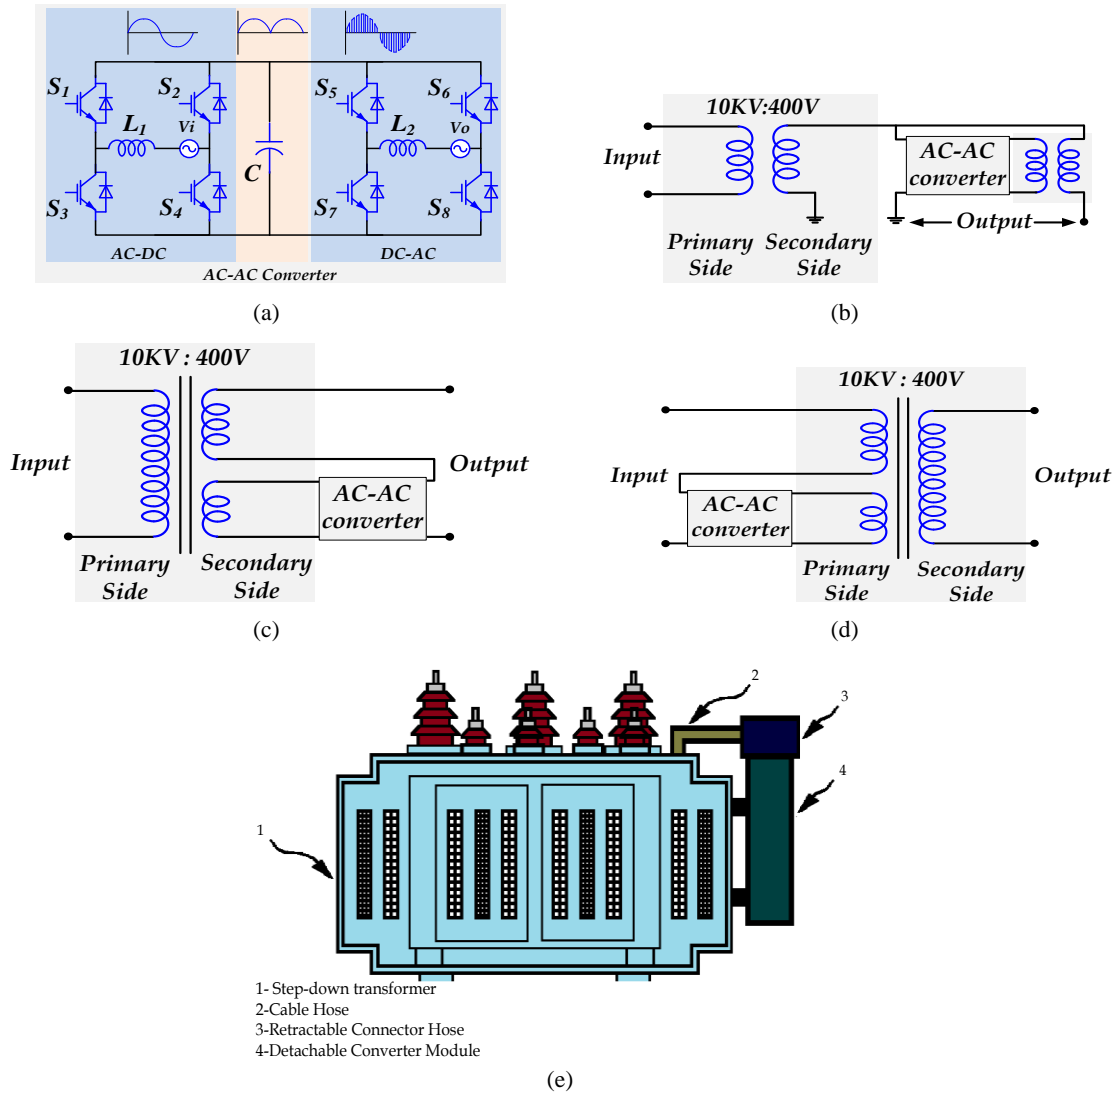 S1
S2
S5
S6
L1
Vi
L2
Vo
C
S3
S4
S7
S8
AC-DC
DC-AC
AC-AC Converter
(a)
10KV:400V
Input
AC-AC
converter
Output
Primary
Side
Secondary
Side
(b)
10KV : 400V
Input
Output
AC-AC
converter
Primary
Side
Secondary
Side
(c)
10KV : 400V
Input
Output
AC-AC
converter
Primary
Side
Secondary
Side
(d)
1
2
3
4
1- Step-down transformer
2-Cable Hose
3-Retractable Connector Hose
4-Detachable Converter Module
(e)